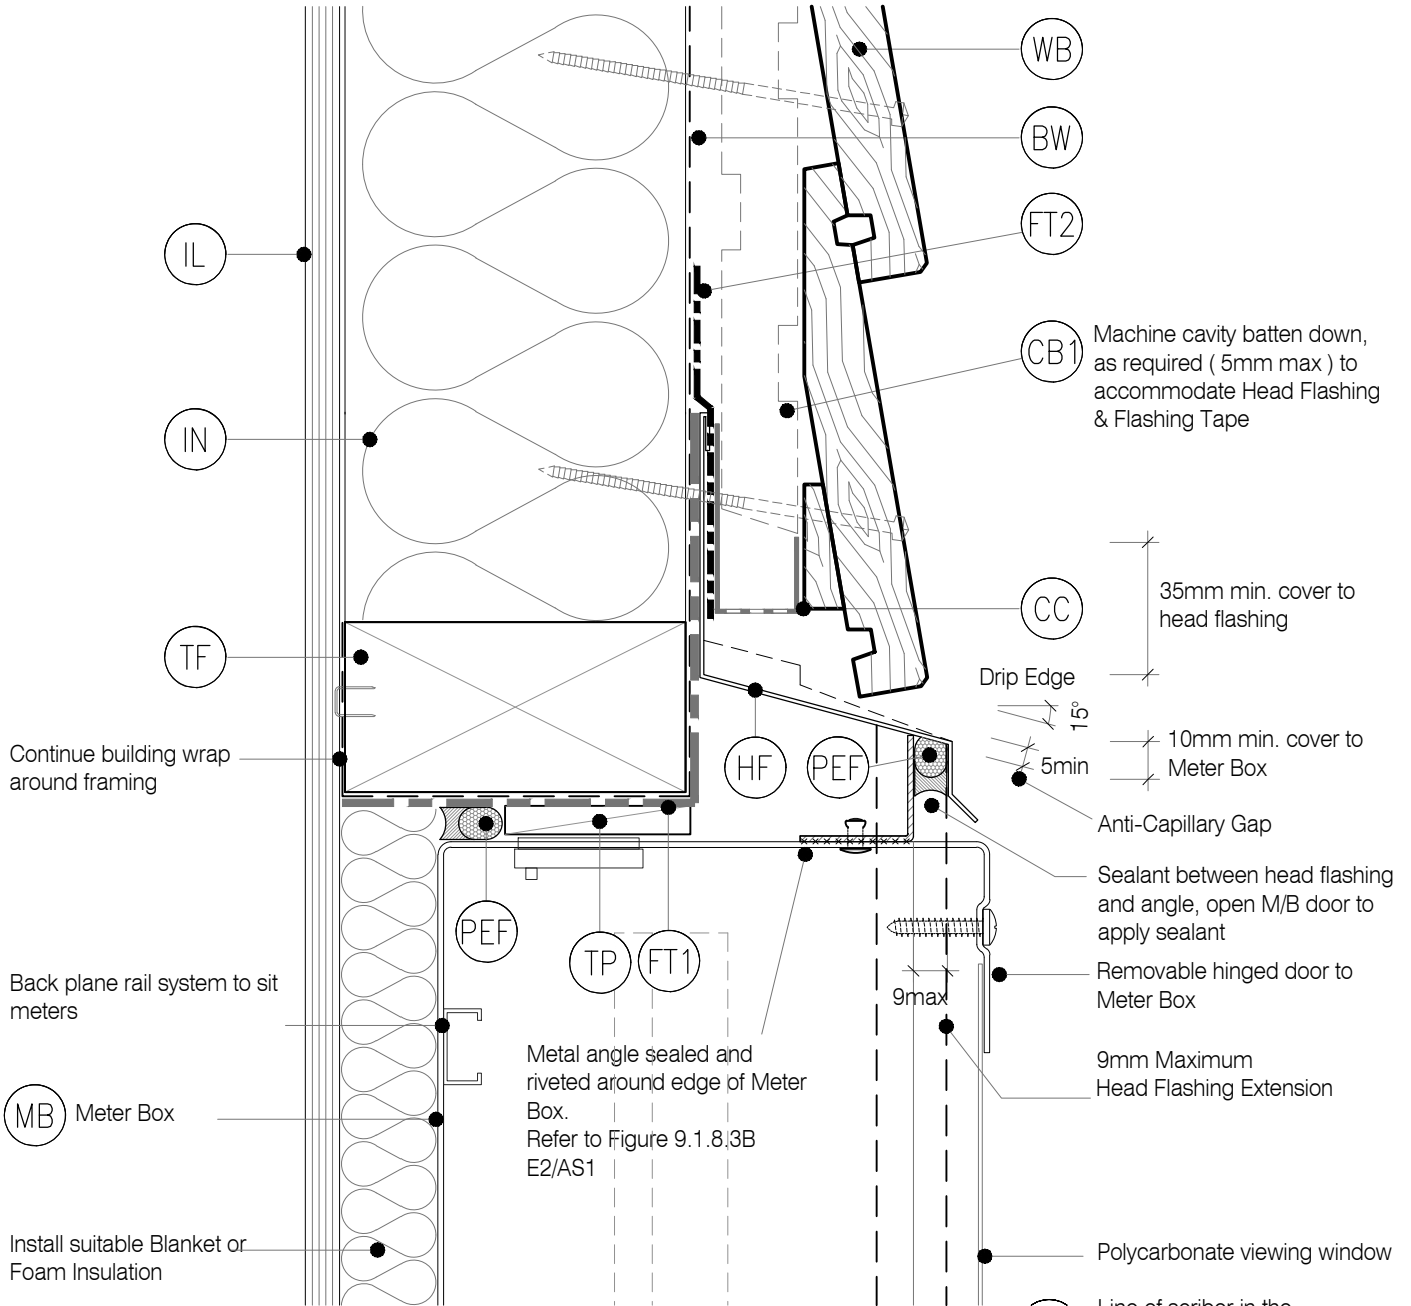 WB
BW
FT2
IL
CB1
Machine cavity batten down,
as required ( 5mm max ) to
accommodate Head Flashing
& Flashing Tape
IN
CC
35mm min. cover to
head flashing
TF
Drip Edge
15°
Continue building wrap
around framing
HF
PEF
5min
10mm min. cover to
Meter Box
Anti-Capillary Gap
Sealant between head flashing
and angle, open M/B door to
apply sealant
PEF
TP
FT1
Back plane rail system to sit
meters
9max
Removable hinged door to
Meter Box
Metal angle sealed and
riveted around edge of Meter
Box.
Refer to Figure 9.1.8.3B
E2/AS1
9mm Maximum
Head Flashing Extension
MB
Meter Box
Install suitable Blanket or
Foam Insulation
Polycarbonate viewing window
Line of scriber in the